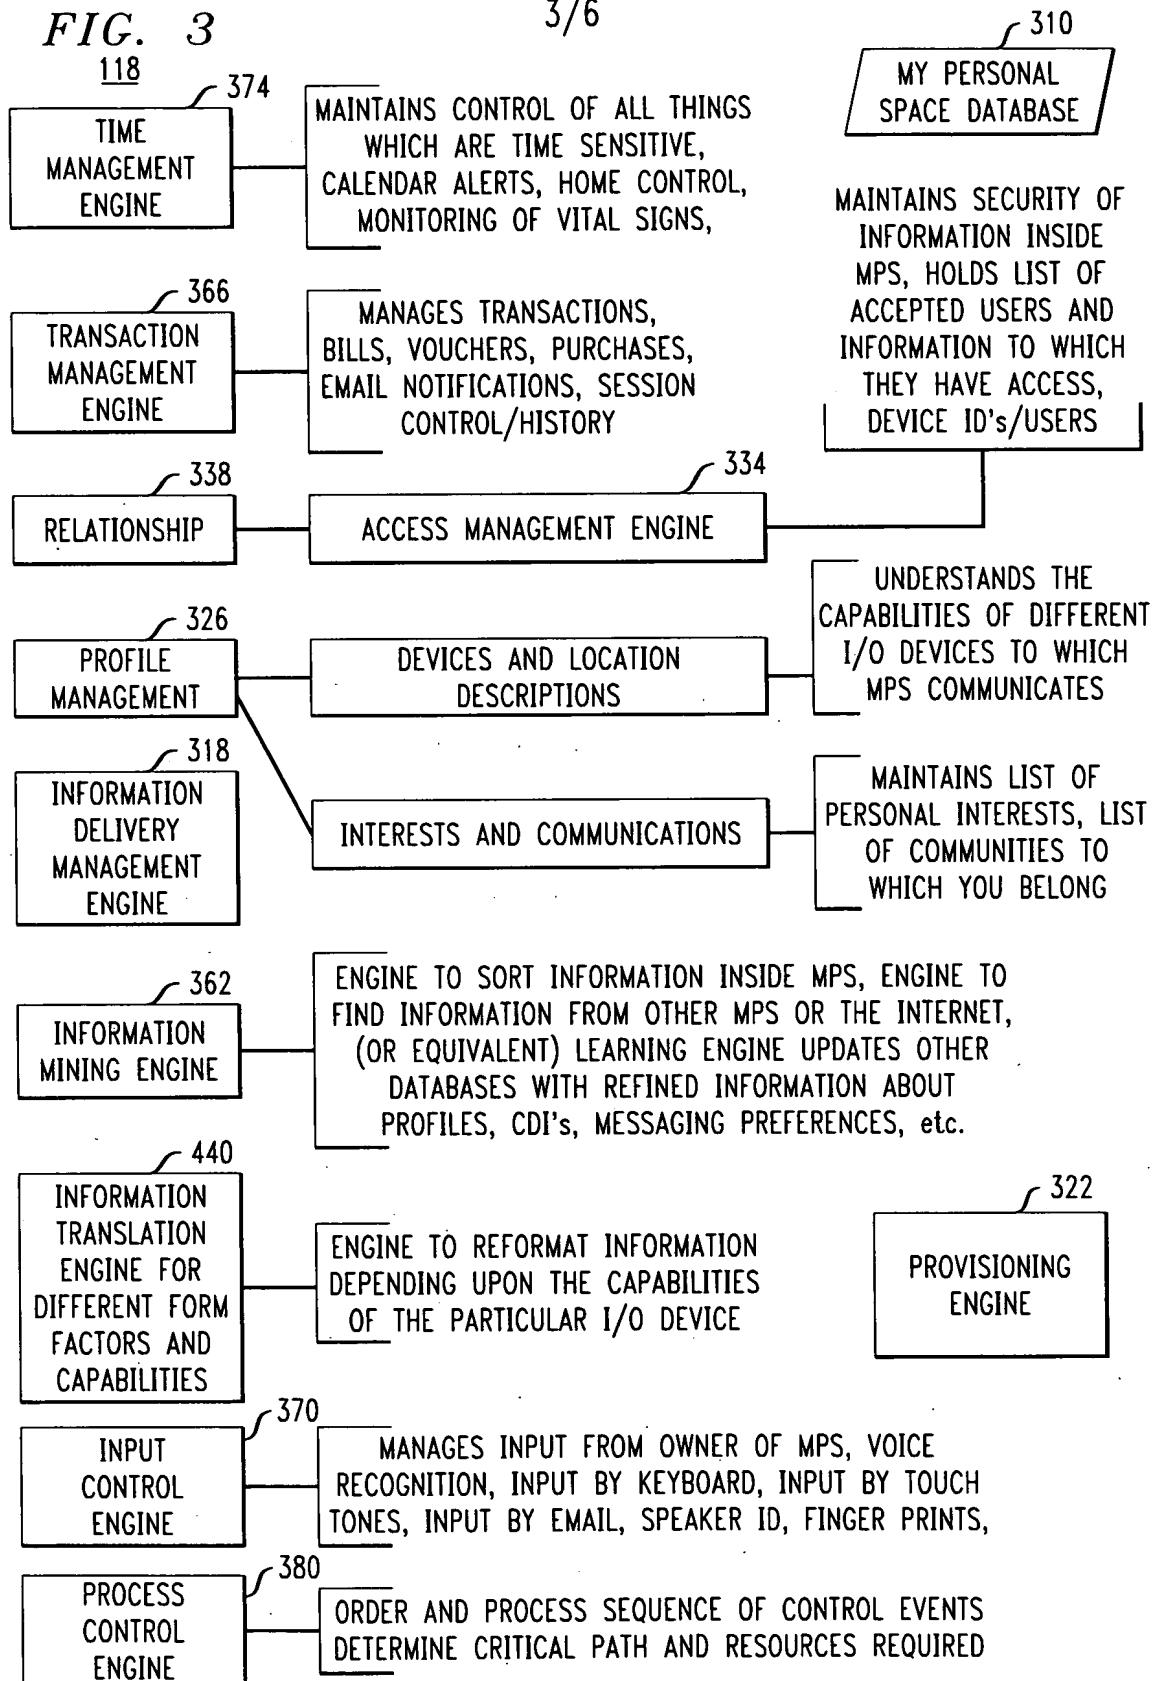 FIG. 3
3/6
118
310
MY PERSONAL
SPACE DATABASE
374
TIME
MANAGEMENT
ENGINE
MAINTAINS CONTROL OF ALL THINGS
WHICH ARE TIME SENSITIVE,
CALENDAR ALERTS, HOME CONTROL,
MONITORING OF VITAL SIGNS,
MAINTAINS SECURITY OF
INFORMATION INSIDE
MPS, HOLDS LIST OF
ACCEPTED USERS AND
INFORMATION TO WHICH
THEY HAVE ACCESS,
DEVICE ID's/USERS
366
TRANSACTION
MANAGEMENT
ENGINE
MANAGES TRANSACTIONS,
BILLS, VOUCHERS, PURCHASES,
EMAIL NOTIFICATIONS, SESSION
CONTROL/HISTORY
338
RELATIONSHIP
334
ACCESS MANAGEMENT ENGINE
326
PROFILE
MANAGEMENT
DEVICES AND LOCATION
DESCRIPTIONS
UNDERSTANDS THE
CAPABILITIES OF DIFFERENT
I/O DEVICES TO WHICH
MPS COMMUNICATES
318
INFORMATION
DELIVERY
MANAGEMENT
ENGINE
INTERESTS AND COMMUNICATIONS
MAINTAINS LIST OF
PERSONAL INTERESTS, LIST
OF COMMUNITIES TO
WHICH YOU BELONG
362
INFORMATION
MINING ENGINE
ENGINE TO SORT INFORMATION INSIDE MPS, ENGINE TO
FIND INFORMATION FROM OTHER MPS OR THE INTERNET,
(OR EQUIVALENT) LEARNING ENGINE UPDATES OTHER
DATABASES WITH REFINED INFORMATION ABOUT
PROFILES, CDI's, MESSAGING PREFERENCES, etc.
440
INFORMATION
TRANSLATION
ENGINE FOR
DIFFERENT FORM
FACTORS AND
CAPABILITIES
ENGINE TO REFORMAT INFORMATION
DEPENDING UPON THE CAPABILITIES
OF THE PARTICULAR I/O DEVICE
322
PROVISIONING
ENGINE
370
INPUT
CONTROL
ENGINE
MANAGES INPUT FROM OWNER OF MPS, VOICE
RECOGNITION, INPUT BY KEYBOARD, INPUT BY TOUCH
TONES, INPUT BY EMAIL, SPEAKER ID, FINGER PRINTS,
380
PROCESS
CONTROL
ENGINE
ORDER AND PROCESS SEQUENCE OF CONTROL EVENTS
DETERMINE CRITICAL PATH AND RESOURCES REQUIRED